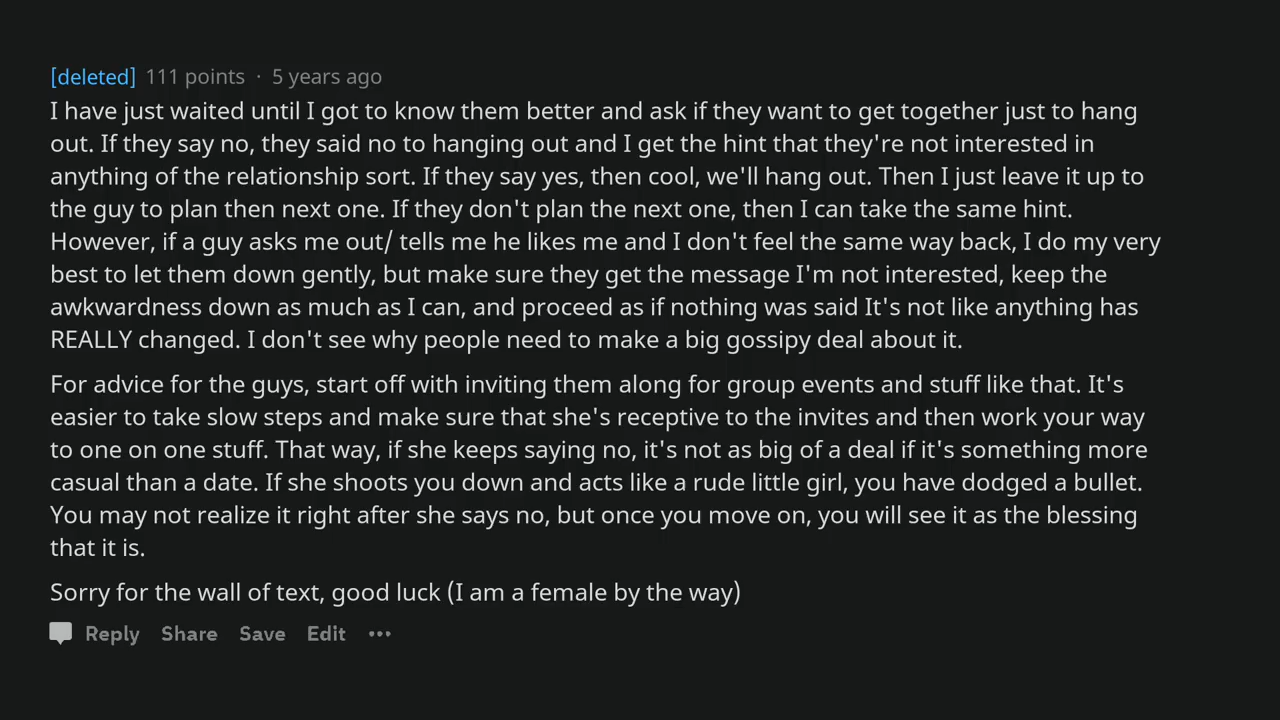 [deleted] 111 points · 5 years ago
I have just waited until I got to know them better and ask if they want to get together just to hang
out. If they say no, they said no to hanging out and I get the hint that they're not interested in
anything of the relationship sort. If they say yes, then cool, we'll hang out. Then I just leave it up to
the guy to plan then next one. If they don't plan the next one, then I can take the same hint.
However, if a guy asks me out/ tells me he likes me and I don't feel the same way back, I do my very
best to let them down gently, but make sure they get the message I'm not interested, keep the
awkwardness down as much as I can, and proceed as if nothing was said It's not like anything has
REALLY changed. I don't see why people need to make a big gossipy deal about it.
For advice for the guys, start off with inviting them along for group events and stuff like that. It's
easier to take slow steps and make sure that she's receptive to the invites and then work your way
to one on one stuff. That way, if she keeps saying no, it's not as big of a deal if it's something more
casual than a date. If she shoots you down and acts like a rude little girl, you have dodged a bullet.
You may not realize it right after she says no, but once you move on, you will see it as the blessing
that it is.
Sorry for the wall of text, good luck (I am a female by the way)
Reply Share Save Edit •••